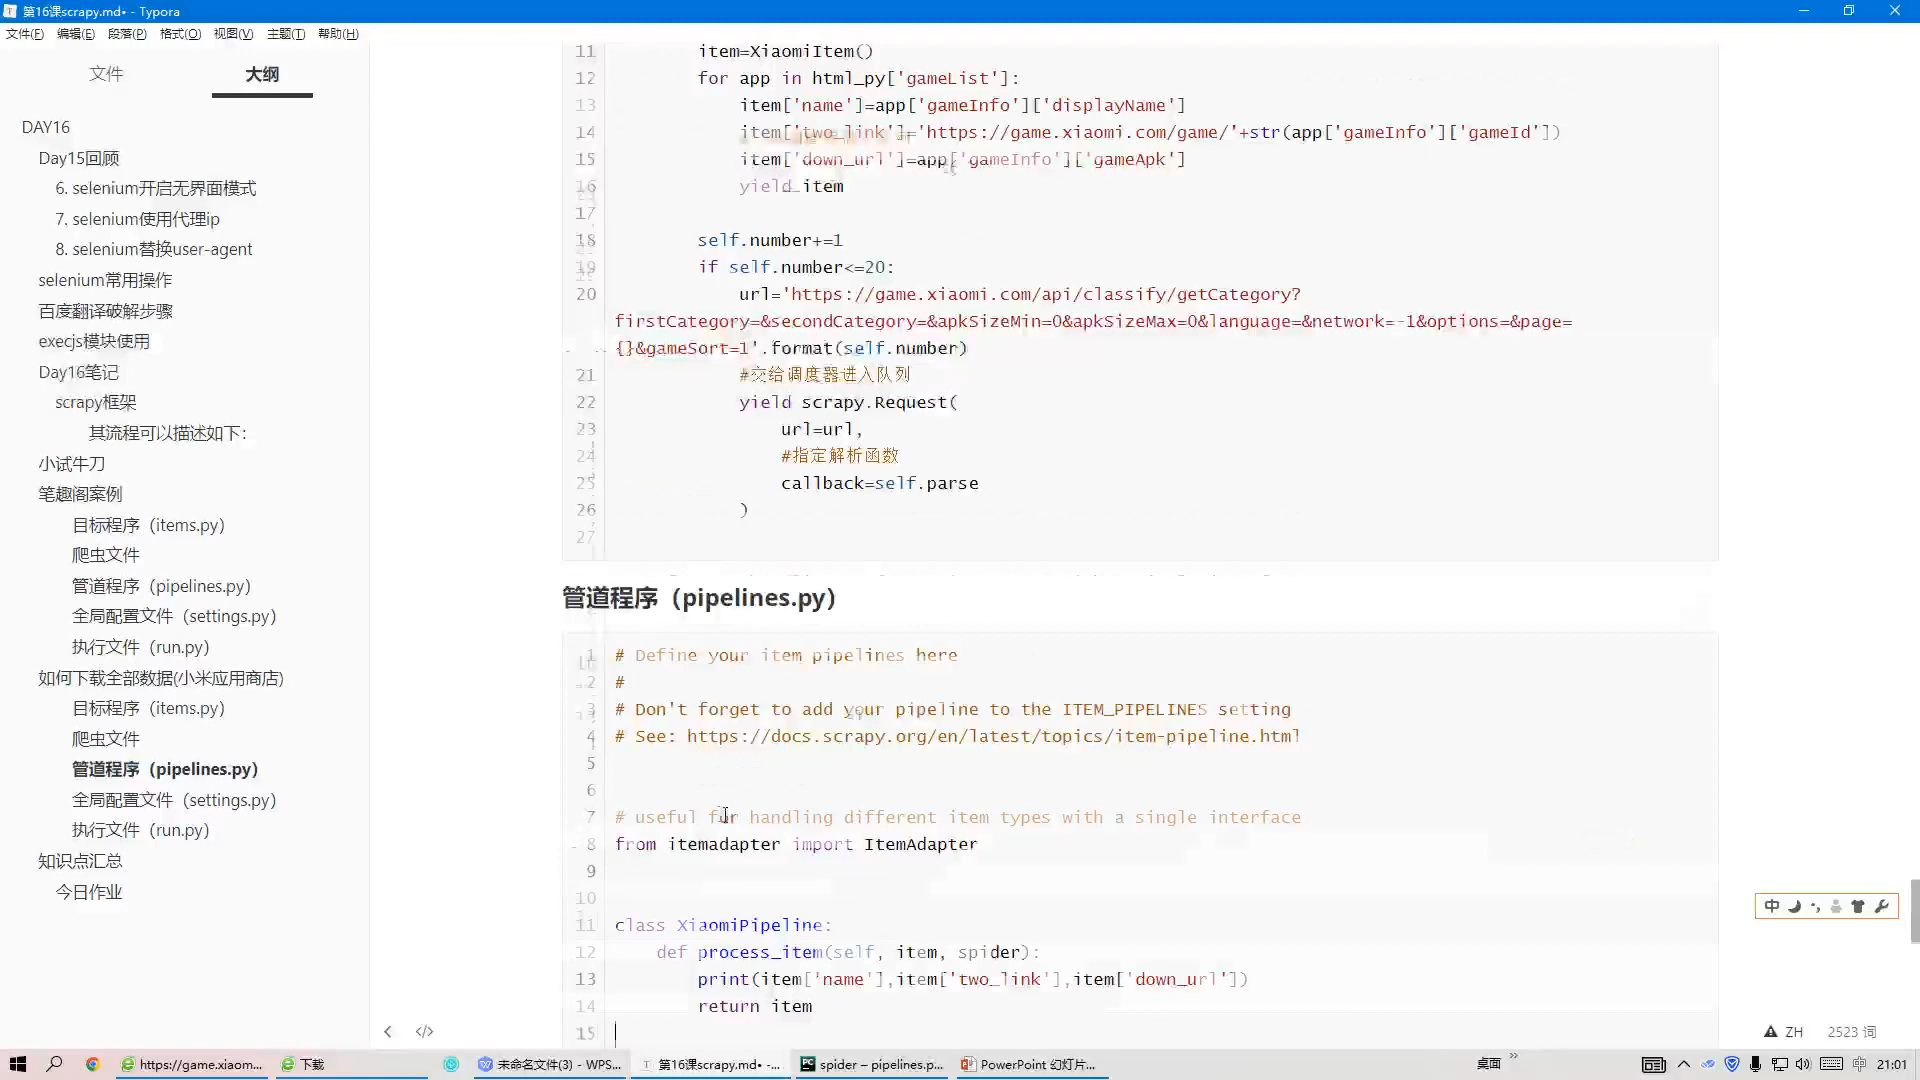 第16课scrapy.md• - Typora
文件(F) 编辑(E) 段落(P) 格式(O) 视图(V) 主题(T) 帮助(H)
文件 大纲
DAY16
Day15回顾
6. selenium开启无界面模式
7. selenium使用代理ip
8. selenium替换user-agent
selenium常用操作
百度翻译破解步骤
execjs模块使用
Day16笔记
scrapy框架
其流程可以描述如下：
小试牛刀
笔趣阁案例
目标程序（items.py）
爬虫文件
管道程序（pipelines.py）
全局配置文件（settings.py）
执行文件（run.py）
如何下载全部数据(小米应用商店)
目标程序（items.py）
爬虫文件
管道程序（pipelines.py）
全局配置文件（settings.py）
执行文件（run.py）
知识点汇总
今日作业
11 item=XiaomiItem()
12 for app in html_py['gameList']:
13 item['name']=app['gameInfo']['displayName']
14 item['two_link']='https://game.xiaomi.com/game/'+str(app['gameInfo']['gameId'])
15 item['down_url']=app['gameInfo']['gameApk']
16 yield item
17
18 self.number+=1
19 if self.number<=20:
20 url='https://game.xiaomi.com/api/classify/getCategory?
firstCategory=&secondCategory=&apkSizeMin=0&apkSizeMax=0&language=&network=-1&options=&page=
{}&gameSort=1'.format(self.number)
21 #交给调度器进入队列
22 yield scrapy.Request(
23 url=url,
24 #指定解析函数
25 callback=self.parse
26 )
27
管道程序（pipelines.py）
1 # Define your item pipelines here
2 #
3 # Don't forget to add your pipeline to the ITEM_PIPELINES setting
4 # See: https://docs.scrapy.org/en/latest/topics/item-pipeline.html
5
6
7 # useful for handling different item types with a single interface
8 from itemadapter import ItemAdapter
9
10
11 class XiaomiPipeline:
12 def process_item(self, item, spider):
13 print(item['name'],item['two_link'],item['down_url'])
14 return item
15
中
ZH 2523 词
https://game.xiaom... 下载 未命名文件(3) - WPS... 第16课scrapy.md• -... spider – pipelines.p... PowerPoint 幻灯片... 桌面 中 21:01